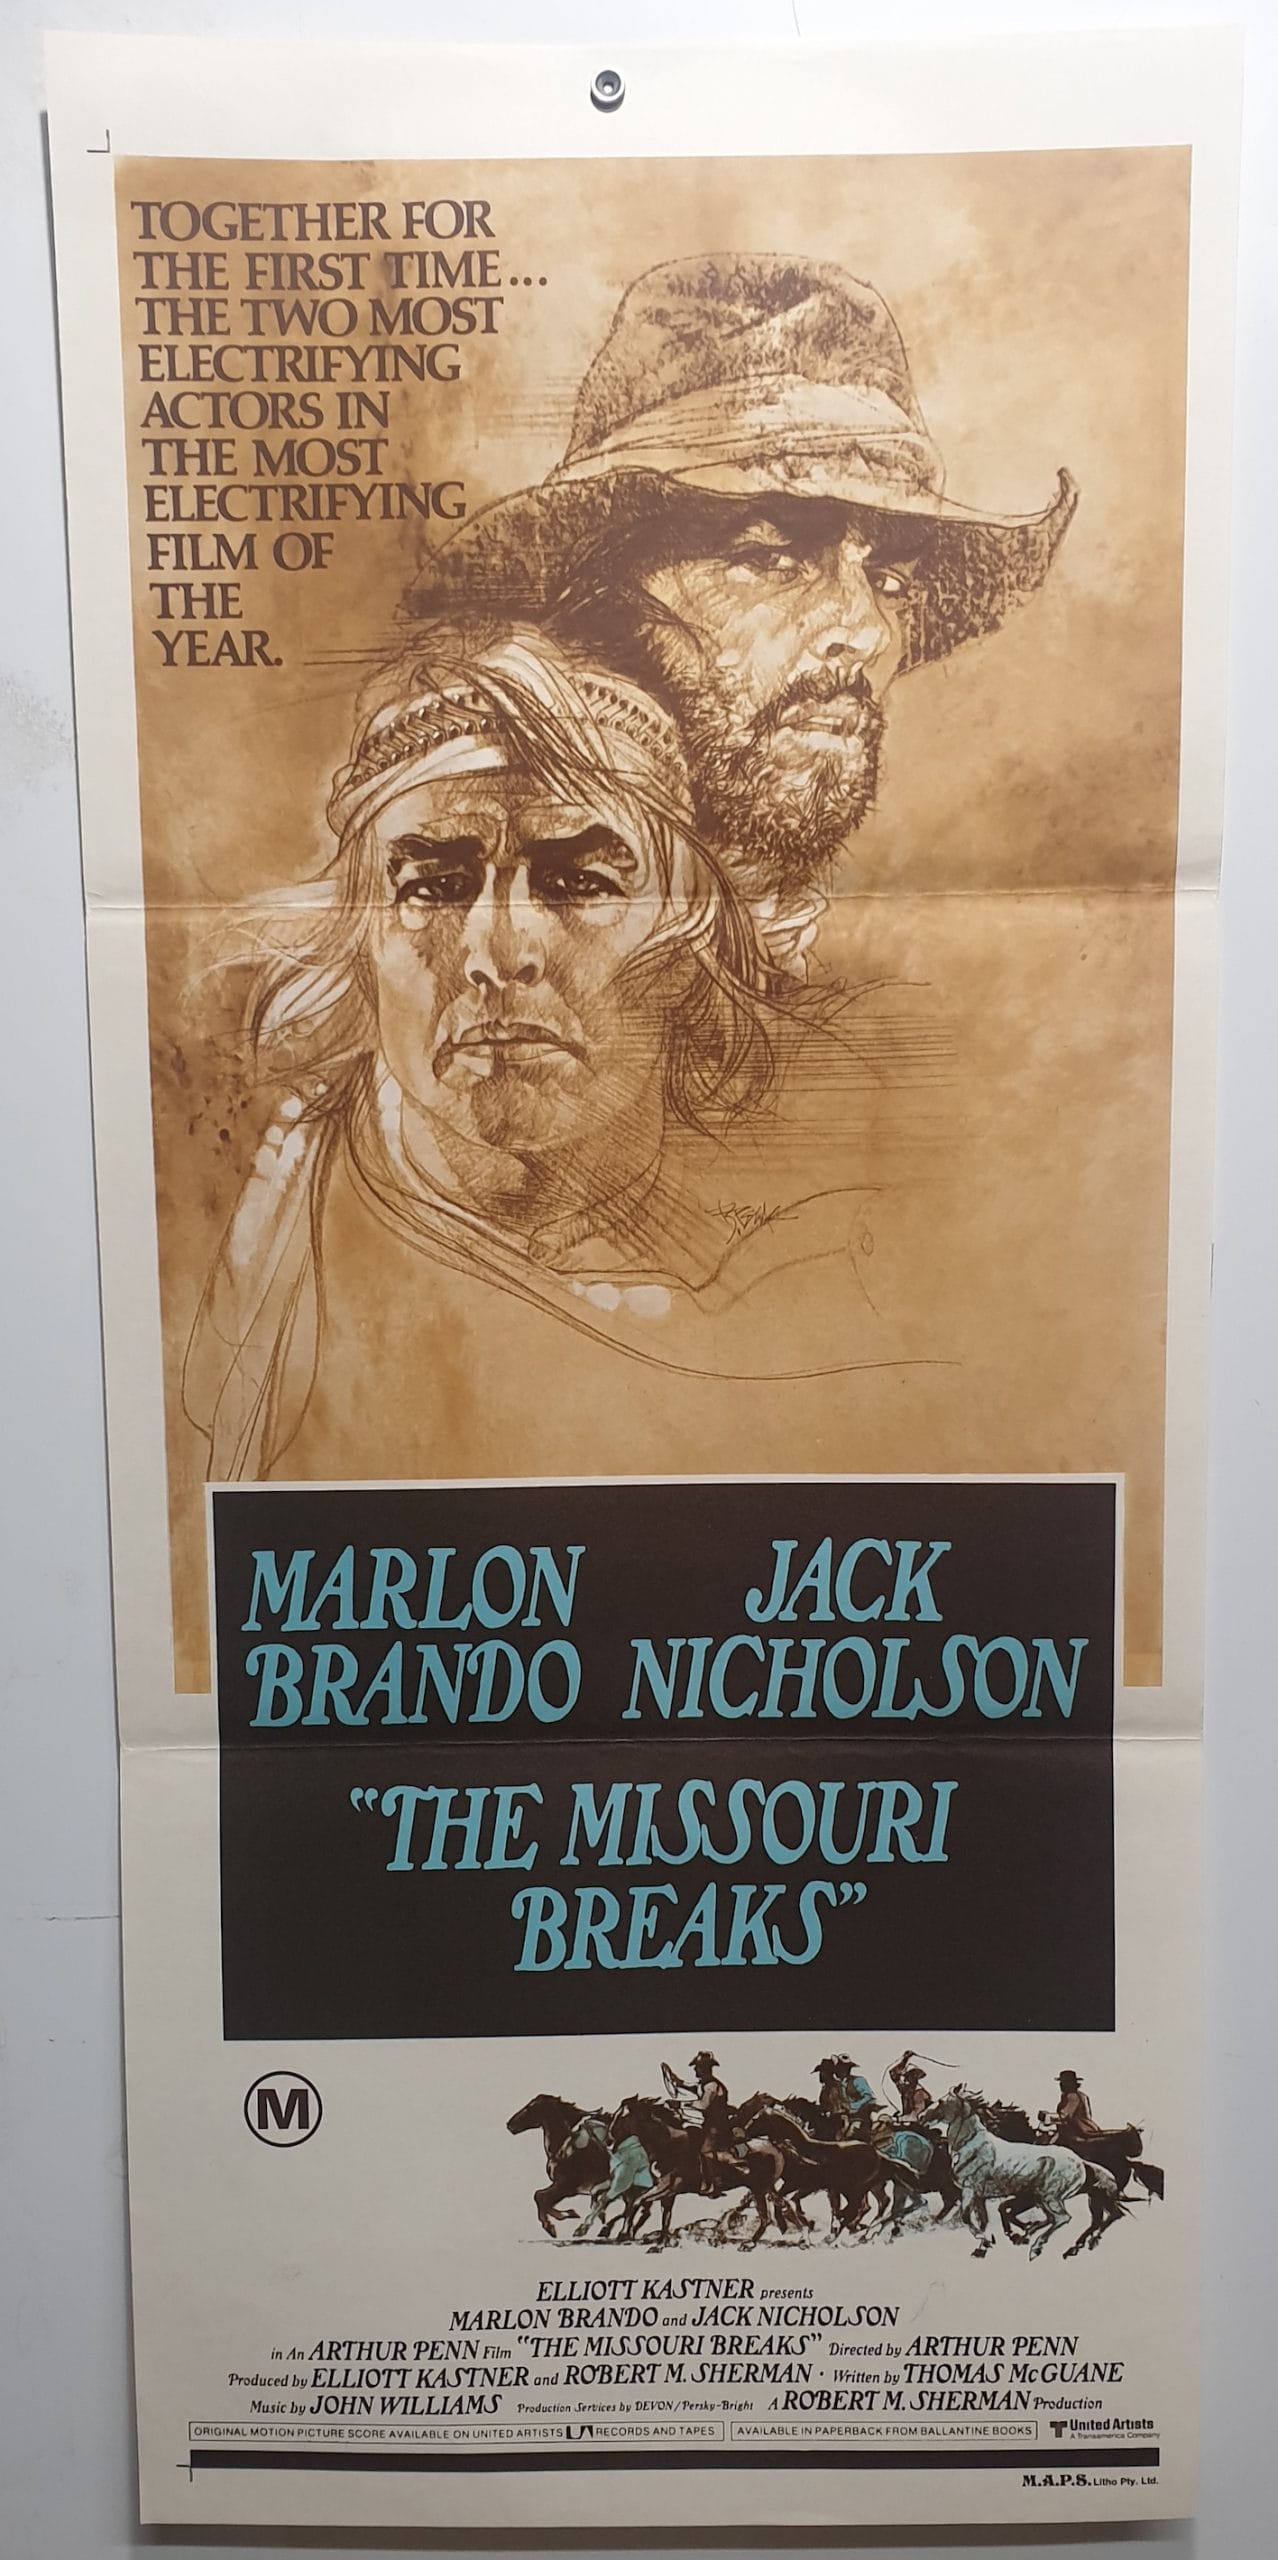 TOGETHER FOR
THE FIRST TIME...
THE TWO MOST
ELECTRIFYING
ACTORS IN
THE MOST
ELECTRIFYING
FILM OF
THE
YEAR.
MARLON BRANDO
JACK NICHOLSON
"THE MISSOURI
BREAKS"
M
ELLIOTT KASTNER presents
MARLON BRANDO and JACK NICHOLSON
in An ARTHUR PENN Film "THE MISSOURI BREAKS" Directed by ARTHUR PENN
Produced by ELLIOTT KASTNER and ROBERT M. SHERMAN · Written by THOMAS McGUANE
Music by JOHN WILLIAMS Production Services by DEVON/Persky-Bright A ROBERT M. SHERMAN Production
ORIGINAL MOTION PICTURE SCORE AVAILABLE ON UNITED ARTISTS UA RECORDS AND TAPES
AVAILABLE IN PAPERBACK FROM BALLANTINE BOOKS
T United Artists
A Transamerica Company
M.A.P.S. Litho Pty. Ltd.